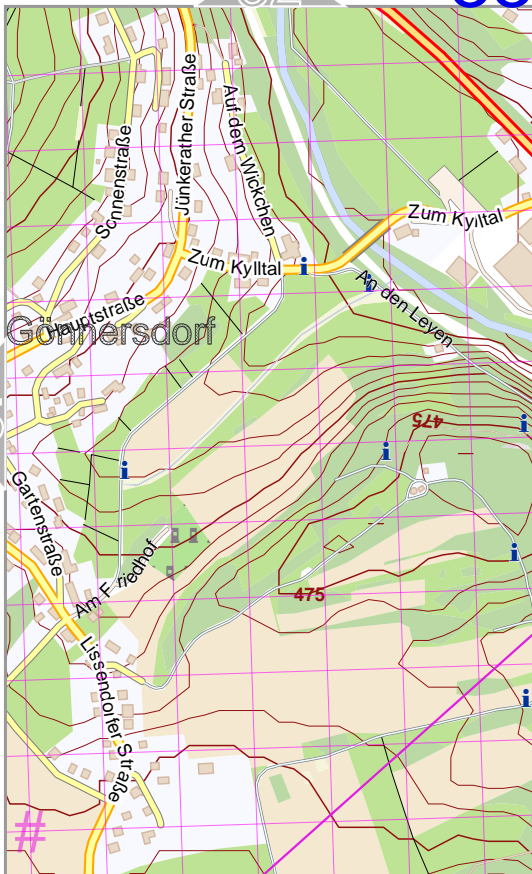 Jünkerather Straße
Auf dem Wickchen
Sonnenstraße
Zum Kylltal
Zum Kylltal
An den Leyen
Hauptstraße
Gönnersdorf
475
Gartenstraße
Am Friedhof
475
Lissendorfer Straße
#